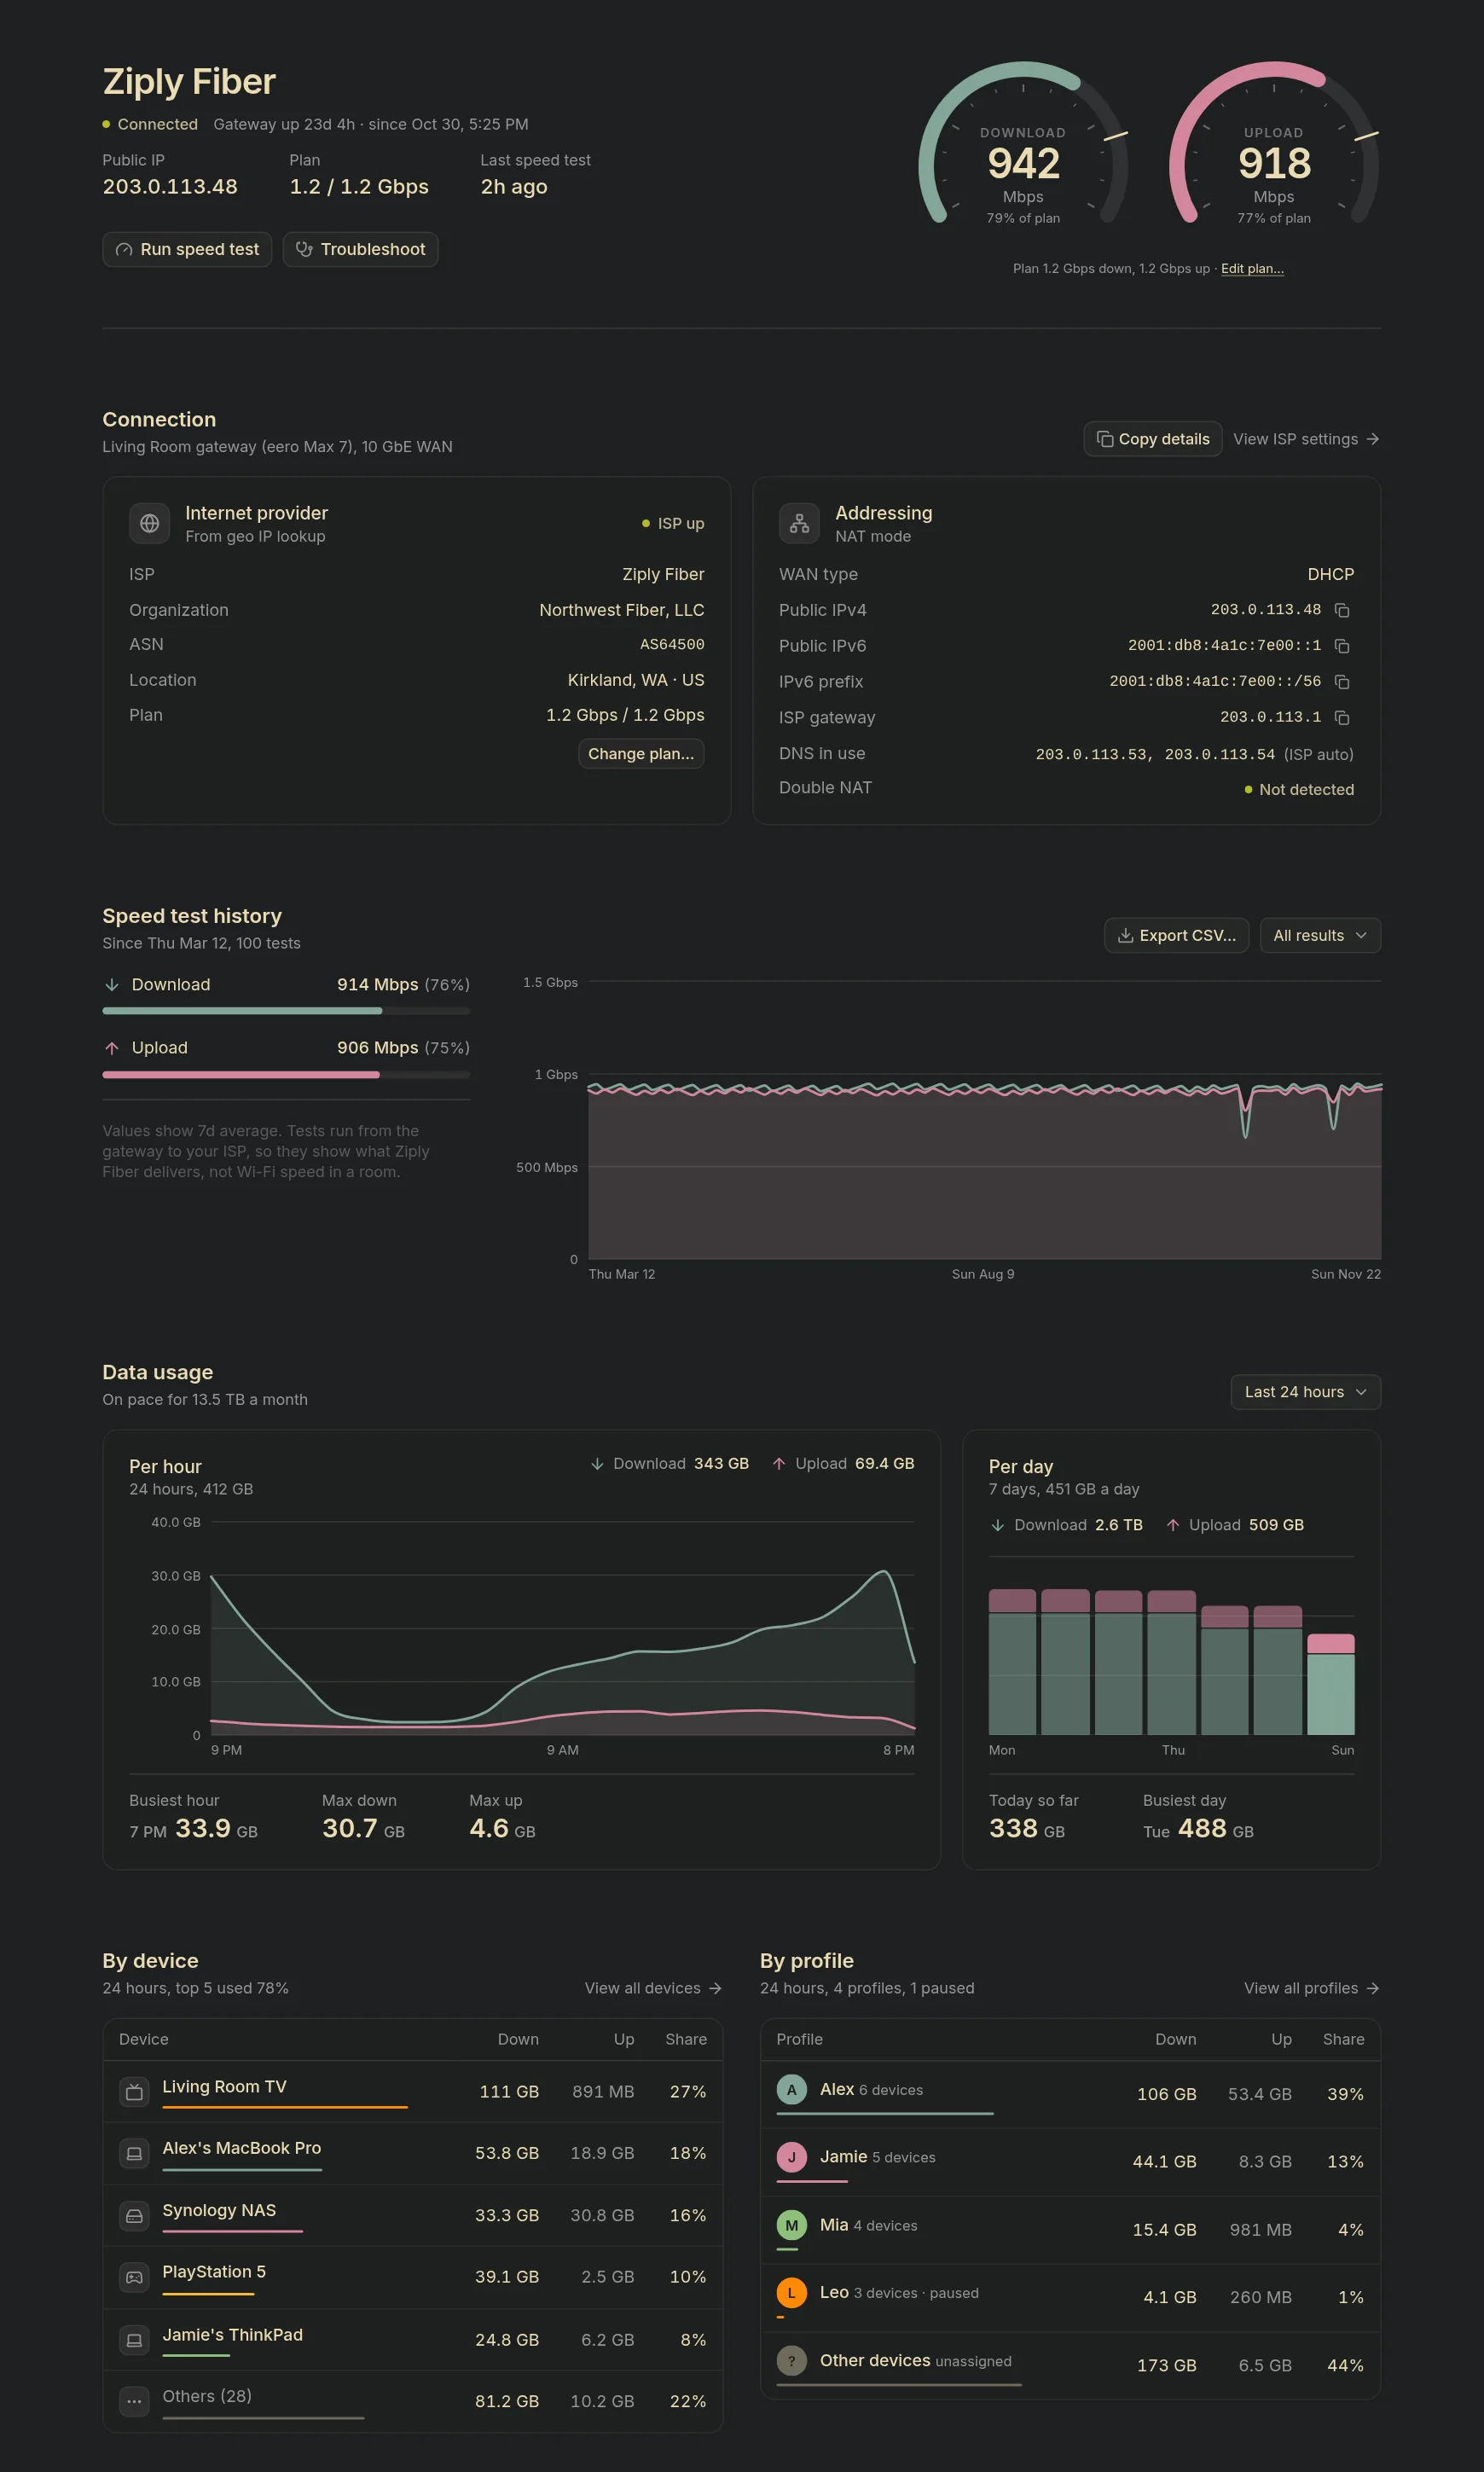 Ziply Fiber
Connected Gateway up 23d 4h · since Oct 30, 5:25 PM
Public IP Plan Last speed test
203.0.113.48 1.2 / 1.2 Gbps 2h ago
Run speed test Troubleshoot
DOWNLOAD
942
Mbps
79% of plan
UPLOAD
918
Mbps
77% of plan
Plan 1.2 Gbps down, 1.2 Gbps up · Edit plan...
Connection
Living Room gateway (eero Max 7), 10 GbE WAN
Copy details View ISP settings →
Internet provider
From geo IP lookup
ISP up
ISP Ziply Fiber
Organization Northwest Fiber, LLC
ASN AS64500
Location Kirkland, WA · US
Plan 1.2 Gbps / 1.2 Gbps
Change plan...
Addressing
NAT mode
WAN type DHCP
Public IPv4 203.0.113.48
Public IPv6 2001:db8:4a1c:7e00::1
IPv6 prefix 2001:db8:4a1c:7e00::/56
ISP gateway 203.0.113.1
DNS in use 203.0.113.53, 203.0.113.54 (ISP auto)
Double NAT Not detected
Speed test history
Since Thu Mar 12, 100 tests
Export CSV... All results
↓ Download 914 Mbps (76%)
↑ Upload 906 Mbps (75%)
Values show 7d average. Tests run from the
gateway to your ISP, so they show what Ziply
Fiber delivers, not Wi-Fi speed in a room.
1.5 Gbps
1 Gbps
500 Mbps
0
Thu Mar 12 Sun Aug 9 Sun Nov 22
Data usage
On pace for 13.5 TB a month
Last 24 hours
Per hour
24 hours, 412 GB
↓ Download 343 GB ↑ Upload 69.4 GB
40.0 GB
30.0 GB
20.0 GB
10.0 GB
0
9 PM 9 AM 8 PM
Busiest hour Max down Max up
7 PM 33.9 GB 30.7 GB 4.6 GB
Per day
7 days, 451 GB a day
↓ Download 2.6 TB ↑ Upload 509 GB
Mon Thu Sun
Today so far Busiest day
338 GB Tue 488 GB
By device
24 hours, top 5 used 78%
View all devices →
Device Down Up Share
Living Room TV 111 GB 891 MB 27%
Alex's MacBook Pro 53.8 GB 18.9 GB 18%
Synology NAS 33.3 GB 30.8 GB 16%
PlayStation 5 39.1 GB 2.5 GB 10%
Jamie's ThinkPad 24.8 GB 6.2 GB 8%
Others (28) 81.2 GB 10.2 GB 22%
By profile
24 hours, 4 profiles, 1 paused
View all profiles →
Profile Down Up Share
A Alex 6 devices 106 GB 53.4 GB 39%
J Jamie 5 devices 44.1 GB 8.3 GB 13%
M Mia 4 devices 15.4 GB 981 MB 4%
L Leo 3 devices · paused 4.1 GB 260 MB 1%
? Other devices unassigned 173 GB 6.5 GB 44%